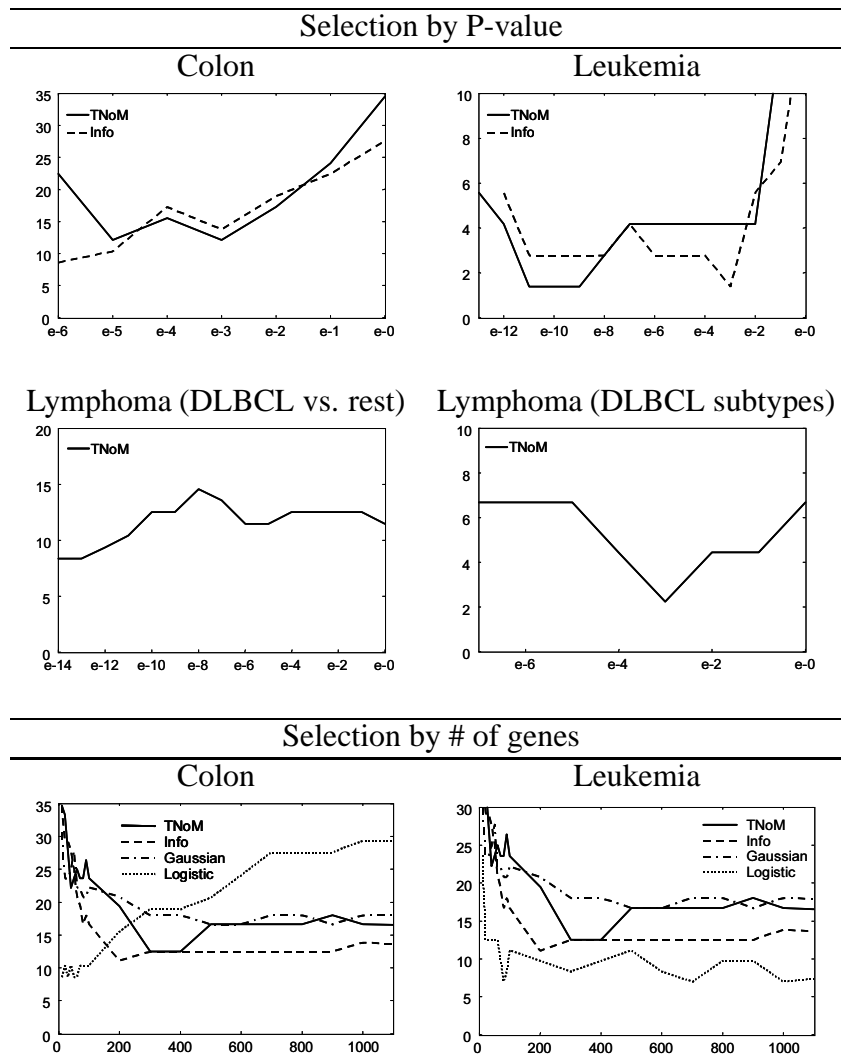 Selection by P-value
Colon
Leukemia
35
30
25
20
15
10
5
0
TNoM
Info
e-6 e-5 e-4 e-3 e-2 e-1 e-0
10
8
6
4
2
0
TNoM
Info
e-12 e-10 e-8 e-6 e-4 e-2 e-0
Lymphoma (DLBCL vs. rest)
Lymphoma (DLBCL subtypes)
20
15
10
5
0
TNoM
e-14 e-12 e-10 e-8 e-6 e-4 e-2 e-0
10
8
6
4
2
0
TNoM
e-6 e-4 e-2 e-0
Selection by # of genes
Colon
Leukemia
35
30
25
20
15
10
5
0
TNoM
Info
Gaussian
Logistic
0 200 400 600 800 1000
30
25
20
15
10
5
0
TNoM
Info
Gaussian
Logistic
0 200 400 600 800 1000